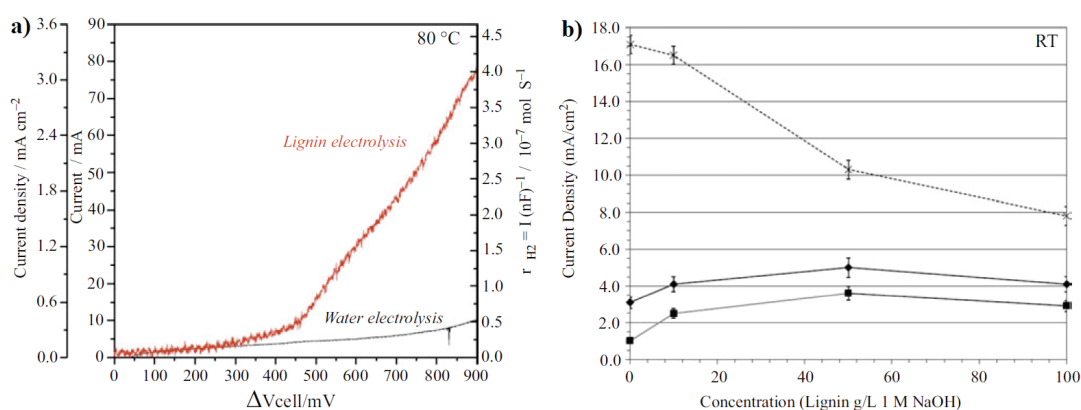 a)
80 °C
Lignin electrolysis
Water electrolysis
Current density / mA cm−2
3.6
3.0
2.4
1.8
1.2
0.6
0.0
Current / mA
90
80
70
60
50
40
30
20
10
0
r H2 = I (nF)−1 / 10−7 mol S−1
4.5
4.0
3.5
3.0
2.5
2.0
1.5
1.0
0.5
0.0
0 100 200 300 400 500 600 700 800 900
ΔVcell/mV
b)
RT
Current Density (mA/cm2)
18.0
16.0
14.0
12.0
10.0
8.0
6.0
4.0
2.0
0.0
0 20 40 60 80 100
Concentration (Lignin g/L 1 M NaOH)